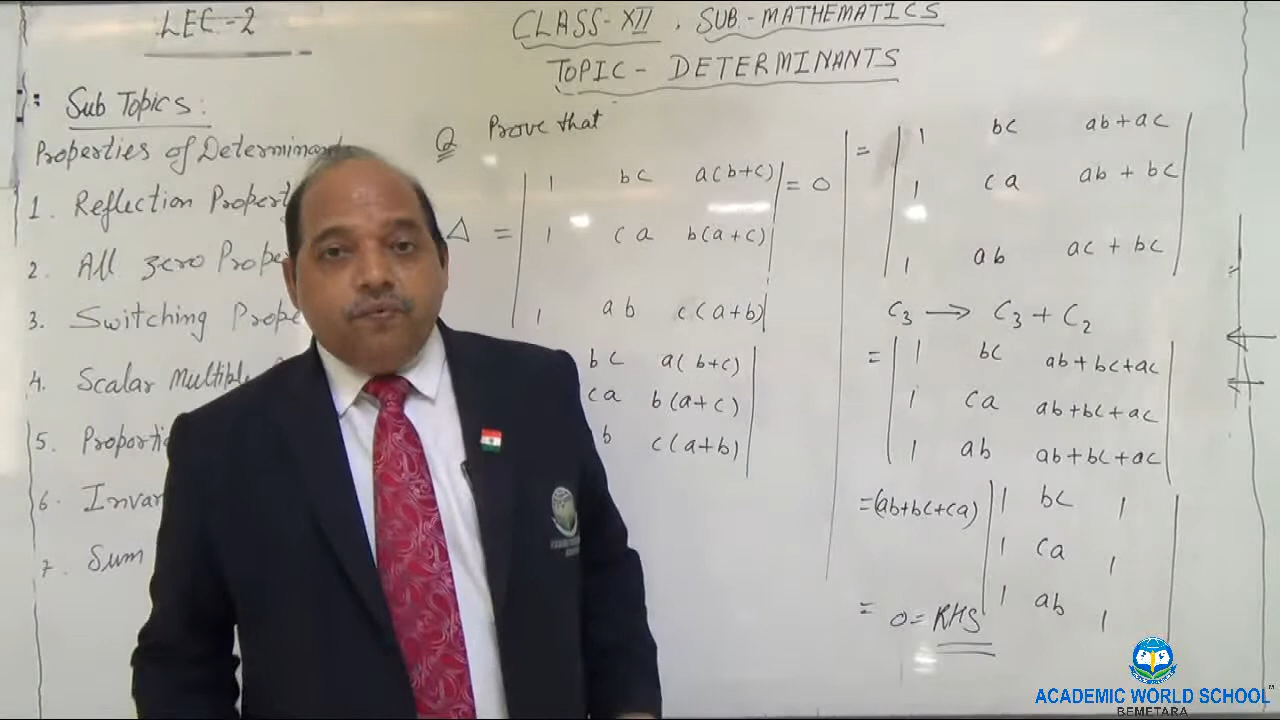 LEC-2
CLASS-XII, SUB.-MATHEMATICS
TOPIC- DETERMINANTS
Sub Topics:
Properties of Determinant
1. Reflection Propert
2. All zero Prope
3. Switching Prope
4. Scalar Multiple
5. Proportio
6. Invar
7. Sum
Q Prove that
Δ = | 1 bc a(b+c) | = 0
| 1 ca b(a+c) |
| 1 ab c(a+b) |
bc a(b+c) |
ca b(a+c) |
b c(a+b) |
= | 1 bc ab+ac |
| 1 ca ab+bc |
| 1 ab ac+bc |
C3 → C3 + C2
= | 1 bc ab+bc+ac |
| 1 ca ab+bc+ac |
| 1 ab ab+bc+ac |
=(ab+bc+ca) | 1 bc 1 |
| 1 ca 1 |
| 1 ab 1 |
= 0 = RHS
ACADEMIC WORLD SCHOOL
BEMETARA